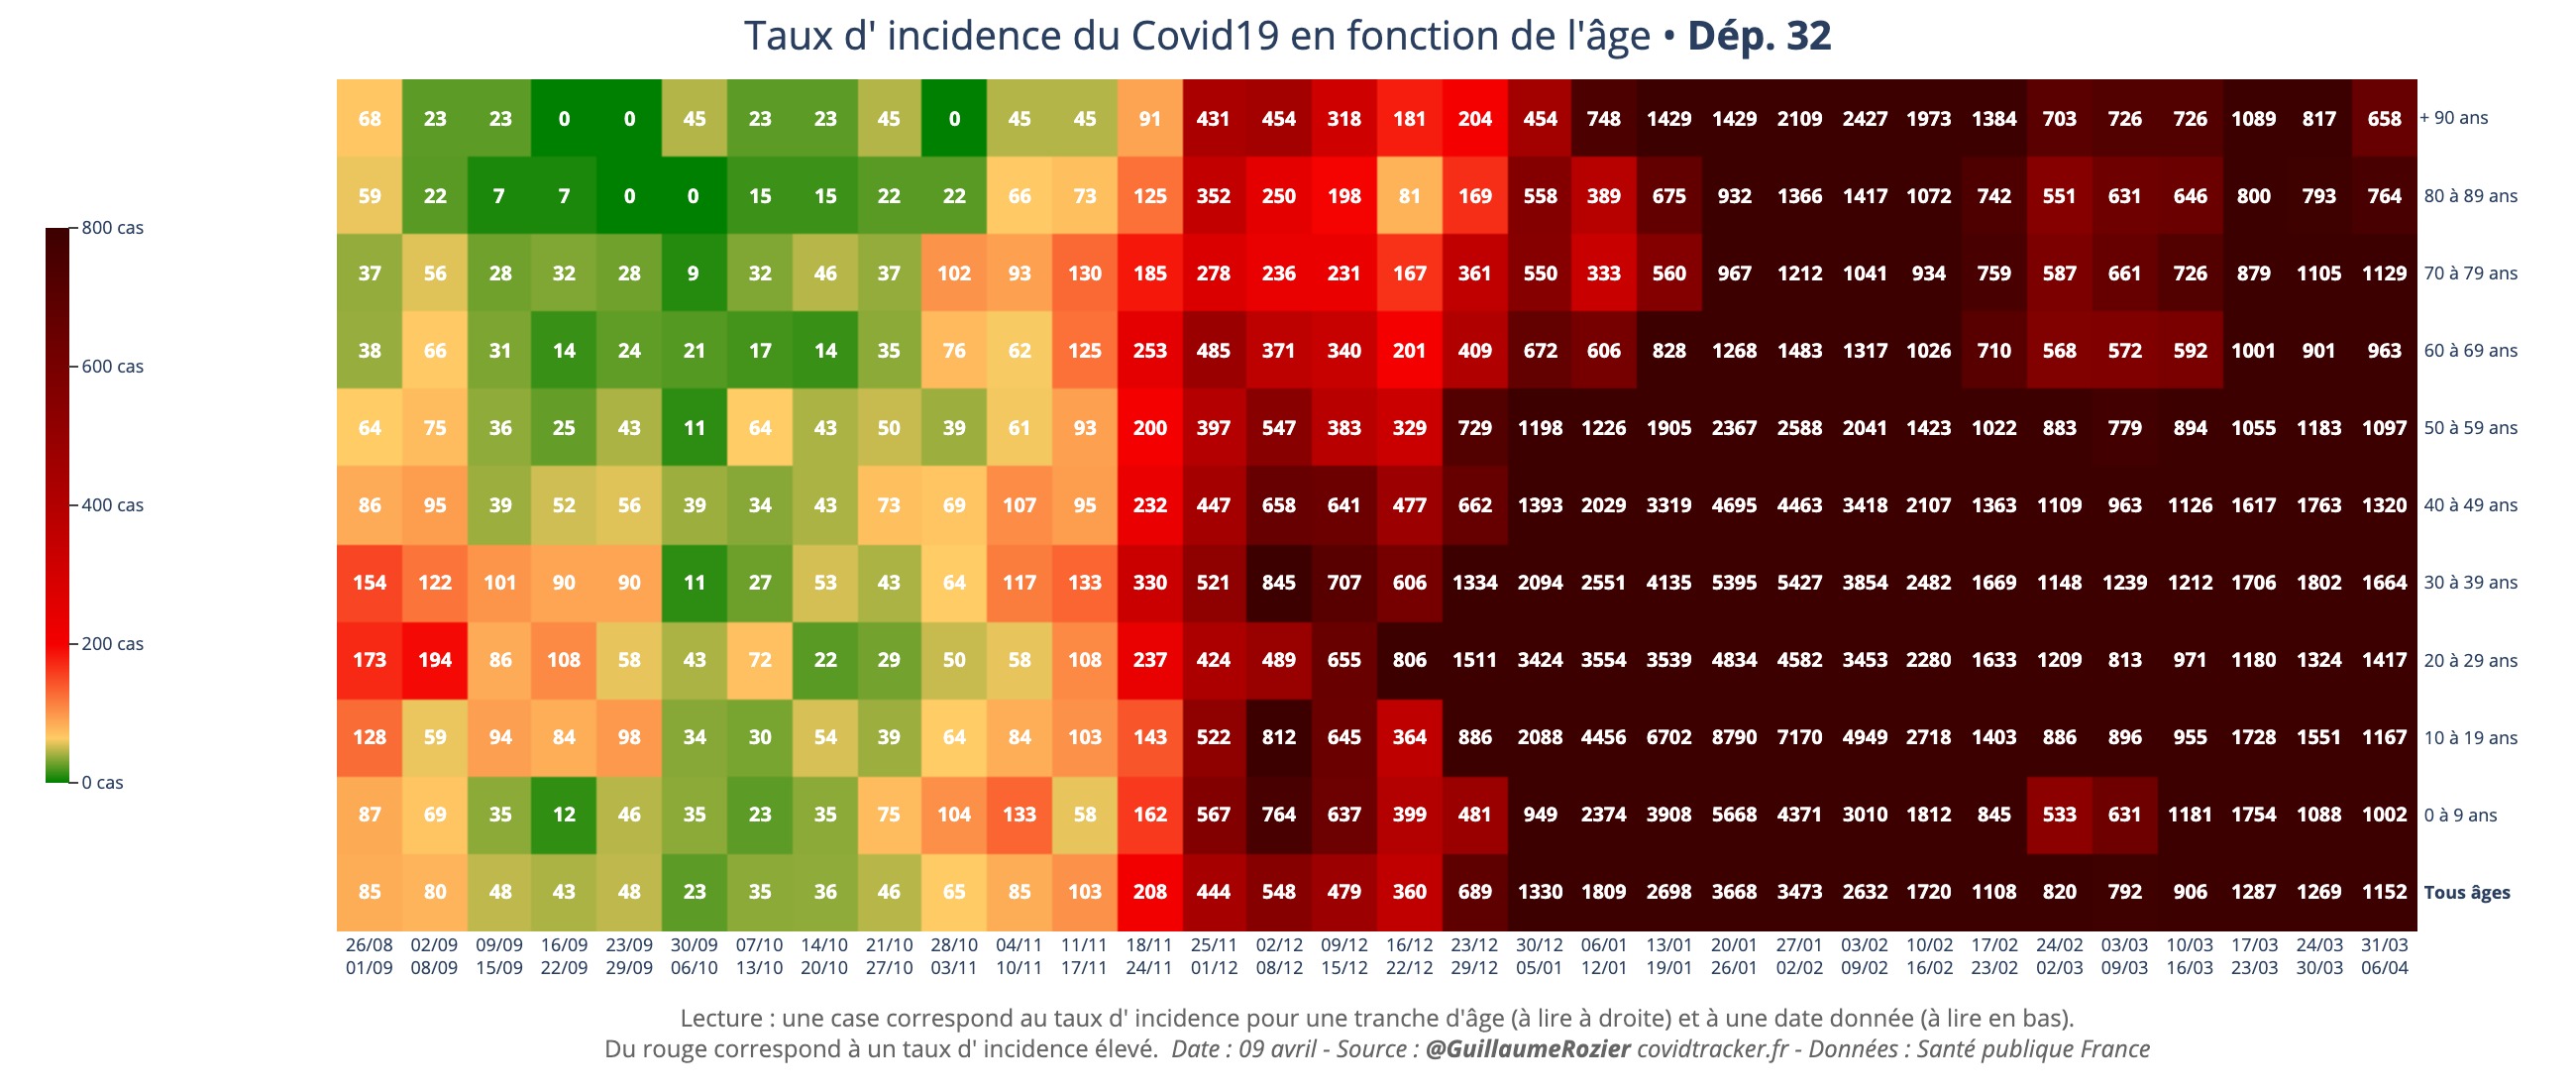 Taux d' incidence du Covid19 en fonction de l'âge • Dép. 32
800 cas
600 cas
400 cas
200 cas
0 cas
68 23 23 0 0 45 23 23 45 0 45 45 91 431 454 318 181 204 454 748 1429 1429 2109 2427 1973 1384 703 726 726 1089 817 658 + 90 ans
59 22 7 7 0 0 15 15 22 22 66 73 125 352 250 198 81 169 558 389 675 932 1366 1417 1072 742 551 631 646 800 793 764 80 à 89 ans
37 56 28 32 28 9 32 46 37 102 93 130 185 278 236 231 167 361 550 333 560 967 1212 1041 934 759 587 661 726 879 1105 1129 70 à 79 ans
38 66 31 14 24 21 17 14 35 76 62 125 253 485 371 340 201 409 672 606 828 1268 1483 1317 1026 710 568 572 592 1001 901 963 60 à 69 ans
64 75 36 25 43 11 64 43 50 39 61 93 200 397 547 383 329 729 1198 1226 1905 2367 2588 2041 1423 1022 883 779 894 1055 1183 1097 50 à 59 ans
86 95 39 52 56 39 34 43 73 69 107 95 232 447 658 641 477 662 1393 2029 3319 4695 4463 3418 2107 1363 1109 963 1126 1617 1763 1320 40 à 49 ans
154 122 101 90 90 11 27 53 43 64 117 133 330 521 845 707 606 1334 2094 2551 4135 5395 5427 3854 2482 1669 1148 1239 1212 1706 1802 1664 30 à 39 ans
173 194 86 108 58 43 72 22 29 50 58 108 237 424 489 655 806 1511 3424 3554 3539 4834 4582 3453 2280 1633 1209 813 971 1180 1324 1417 20 à 29 ans
128 59 94 84 98 34 30 54 39 64 84 103 143 522 812 645 364 886 2088 4456 6702 8790 7170 4949 2718 1403 886 896 955 1728 1551 1167 10 à 19 ans
87 69 35 12 46 35 23 35 75 104 133 58 162 567 764 637 399 481 949 2374 3908 5668 4371 3010 1812 845 533 631 1181 1754 1088 1002 0 à 9 ans
85 80 48 43 48 23 35 36 46 65 85 103 208 444 548 479 360 689 1330 1809 2698 3668 3473 2632 1720 1108 820 792 906 1287 1269 1152 Tous âges
26/08 02/09 09/09 16/09 23/09 30/09 07/10 14/10 21/10 28/10 04/11 11/11 18/11 25/11 02/12 09/12 16/12 23/12 30/12 06/01 13/01 20/01 27/01 03/02 10/02 17/02 24/02 03/03 10/03 17/03 24/03 31/03
01/09 08/09 15/09 22/09 29/09 06/10 13/10 20/10 27/10 03/11 10/11 17/11 24/11 01/12 08/12 15/12 22/12 29/12 05/01 12/01 19/01 26/01 02/02 09/02 16/02 23/02 02/03 09/03 16/03 23/03 30/03 06/04
Lecture : une case correspond au taux d' incidence pour une tranche d'âge (à lire à droite) et à une date donnée (à lire en bas).
Du rouge correspond à un taux d' incidence élevé. Date : 09 avril - Source : @GuillaumeRozier covidtracker.fr - Données : Santé publique France